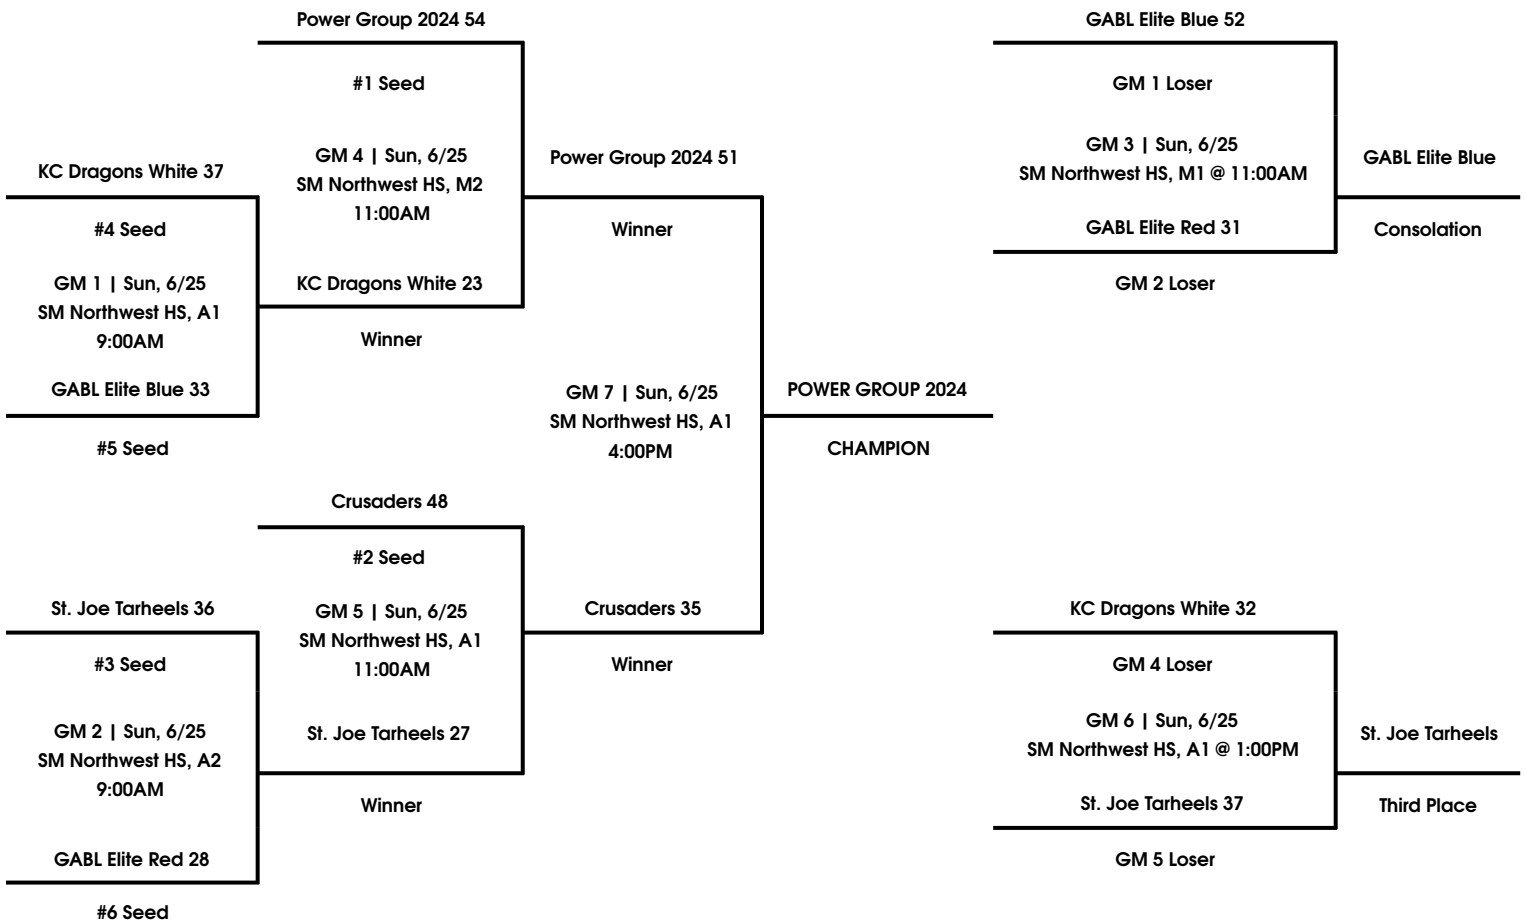 Power Group 2024 54
#1 Seed
GM 4 | Sun, 6/25
SM Northwest HS, M2
11:00AM
KC Dragons White 23
Winner
KC Dragons White 37
#4 Seed
GM 1 | Sun, 6/25
SM Northwest HS, A1
9:00AM
GABL Elite Blue 33
#5 Seed
Power Group 2024 51
Winner
GM 7 | Sun, 6/25
SM Northwest HS, A1
4:00PM
POWER GROUP 2024
CHAMPION
Crusaders 48
#2 Seed
GM 5 | Sun, 6/25
SM Northwest HS, A1
11:00AM
St. Joe Tarheels 27
Winner
Crusaders 35
Winner
St. Joe Tarheels 36
#3 Seed
GM 2 | Sun, 6/25
SM Northwest HS, A2
9:00AM
GABL Elite Red 28
#6 Seed
GABL Elite Blue 52
GM 1 Loser
GM 3 | Sun, 6/25
SM Northwest HS, M1 @ 11:00AM
GABL Elite Red 31
GM 2 Loser
GABL Elite Blue
Consolation
KC Dragons White 32
GM 4 Loser
GM 6 | Sun, 6/25
SM Northwest HS, A1 @ 1:00PM
St. Joe Tarheels 37
GM 5 Loser
St. Joe Tarheels
Third Place